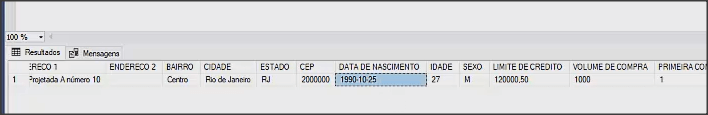 100 %
Resultados Mensagens
ERECO 1 ENDERECO 2 BAIRRO CIDADE ESTADO CEP DATA DE NASCIMENTO IDADE SEXO LIMITE DE CREDITO VOLUME DE COMPRA PRIMEIRA COM
1 Projetada A número 10 Centro Rio de Janeiro RJ 2000000 1990-10-25 27 M 120000,50 1000 1